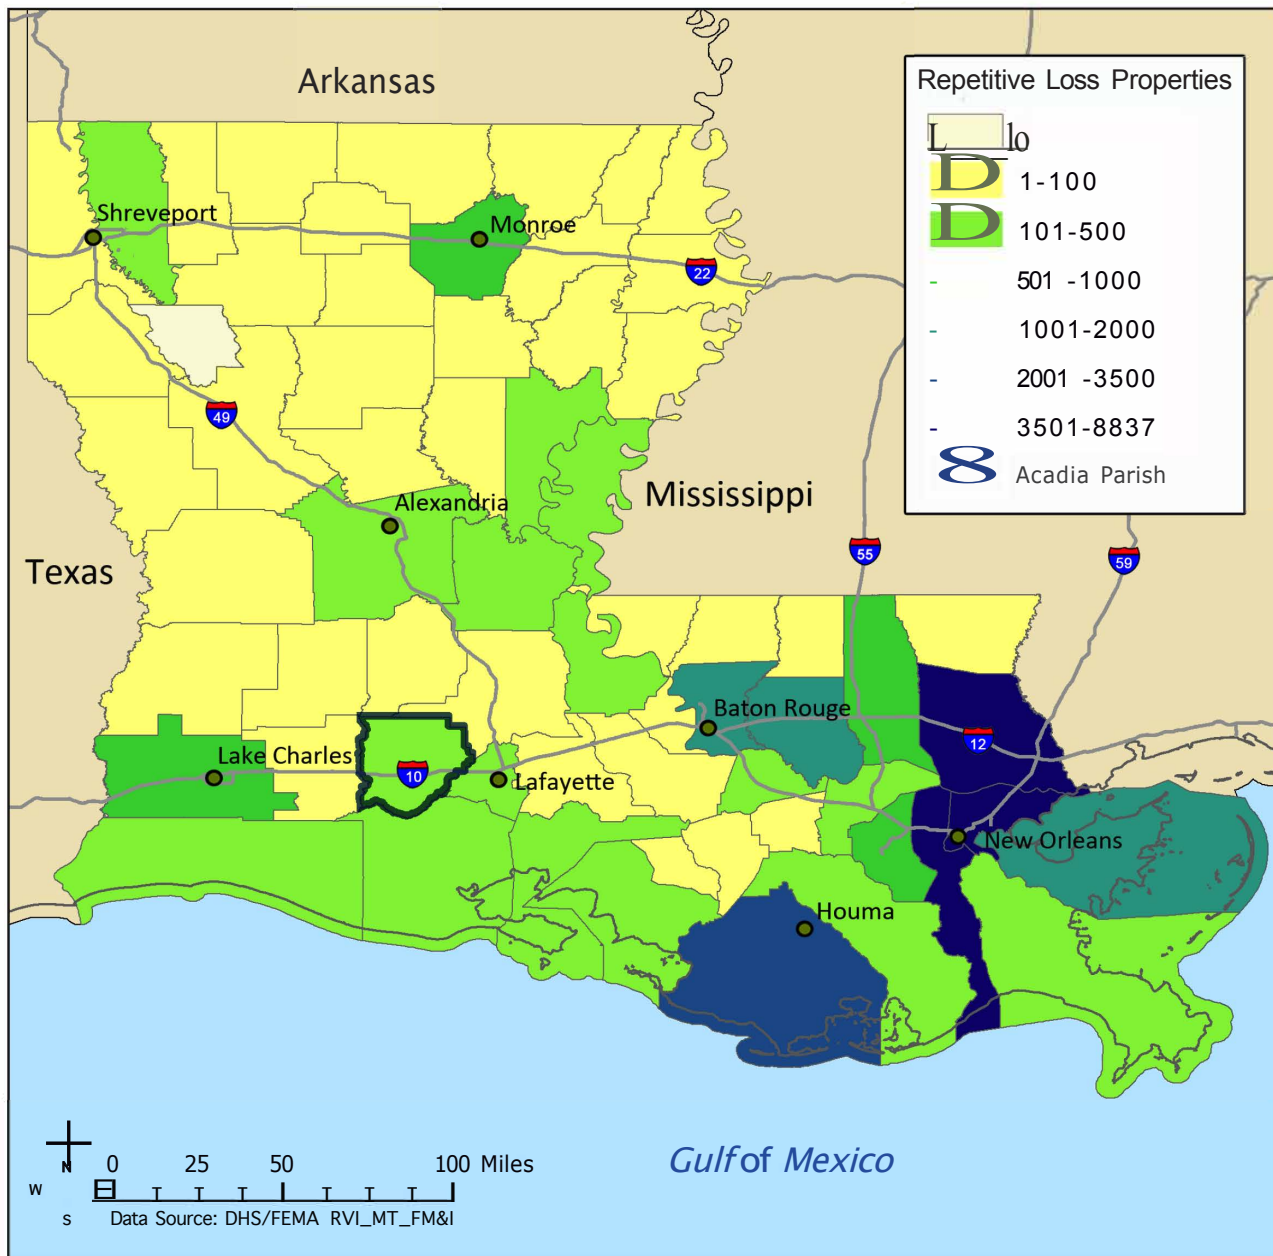 Arkansas
Repetitive Loss Properties
L lo
D 1-100
D 101-500
- 501 -1000
- 1001-2000
- 2001 -3500
- 3501-8837
8 Acadia Parish
Shreveport
Monroe
22
49
Alexandria
Mississippi
Texas
55
59
Baton Rouge
12
Lake Charles
10
Lafayette
New Orleans
Houma
Gulf of Mexico
N
0 25 50 100 Miles
W
S
Data Source: DHS/FEMA RVI_MT_FM&I